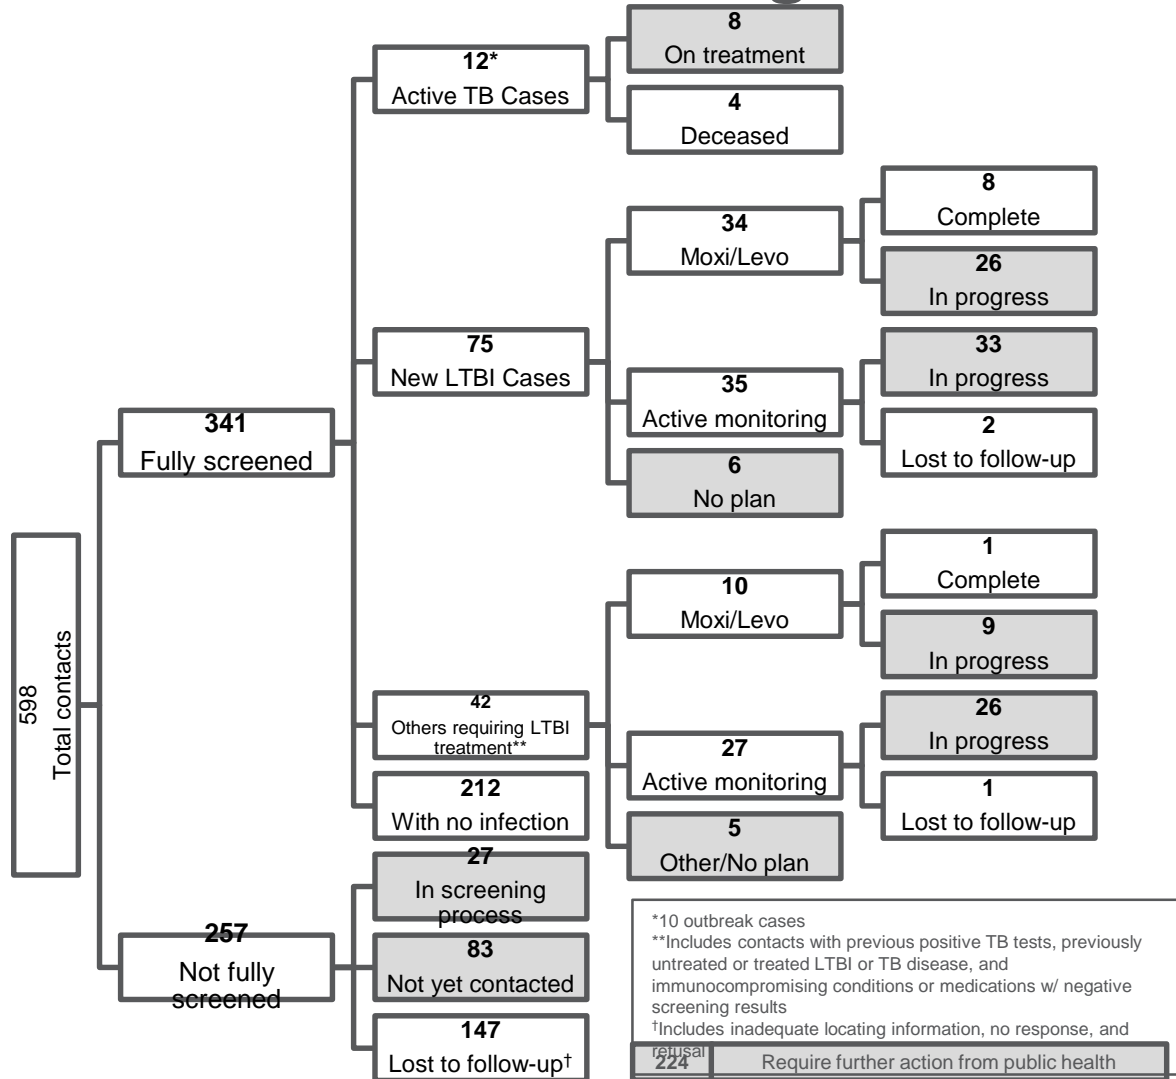 598
Total contacts
341
Fully screened
257
Not fully
screened
12*
Active TB Cases
8
On treatment
4
Deceased
75
New LTBI Cases
34
Moxi/Levo
8
Complete
26
In progress
35
Active monitoring
33
In progress
2
Lost to follow-up
6
No plan
42
Others requiring LTBI
treatment**
10
Moxi/Levo
1
Complete
9
In progress
27
Active monitoring
26
In progress
1
Lost to follow-up
5
Other/No plan
212
With no infection
27
In screening
process
83
Not yet contacted
147
Lost to follow-up†
*10 outbreak cases
**Includes contacts with previous positive TB tests, previously
untreated or treated LTBI or TB disease, and
immunocompromising conditions or medications w/ negative
screening results
†Includes inadequate locating information, no response, and
refusal
224 Require further action from public health